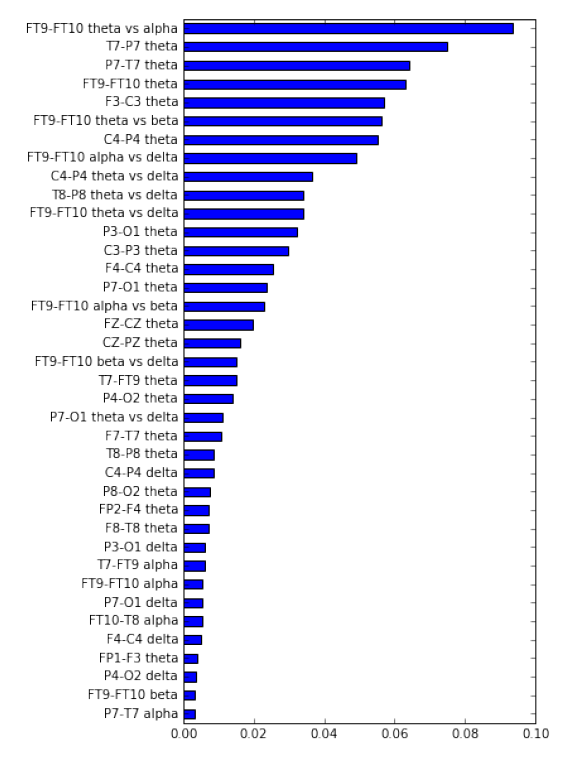 FT9-FT10 theta vs alpha
T7-P7 theta
P7-T7 theta
FT9-FT10 theta
F3-C3 theta
FT9-FT10 theta vs beta
C4-P4 theta
FT9-FT10 alpha vs delta
C4-P4 theta vs delta
T8-P8 theta vs delta
FT9-FT10 theta vs delta
P3-O1 theta
C3-P3 theta
F4-C4 theta
P7-O1 theta
FT9-FT10 alpha vs beta
FZ-CZ theta
CZ-PZ theta
FT9-FT10 beta vs delta
T7-FT9 theta
P4-O2 theta
P7-O1 theta vs delta
F7-T7 theta
T8-P8 theta
C4-P4 delta
P8-O2 theta
FP2-F4 theta
F8-T8 theta
P3-O1 delta
T7-FT9 alpha
FT9-FT10 alpha
P7-O1 delta
FT10-T8 alpha
F4-C4 delta
FP1-F3 theta
P4-O2 delta
FT9-FT10 beta
P7-T7 alpha
0.00 0.02 0.04 0.06 0.08 0.10